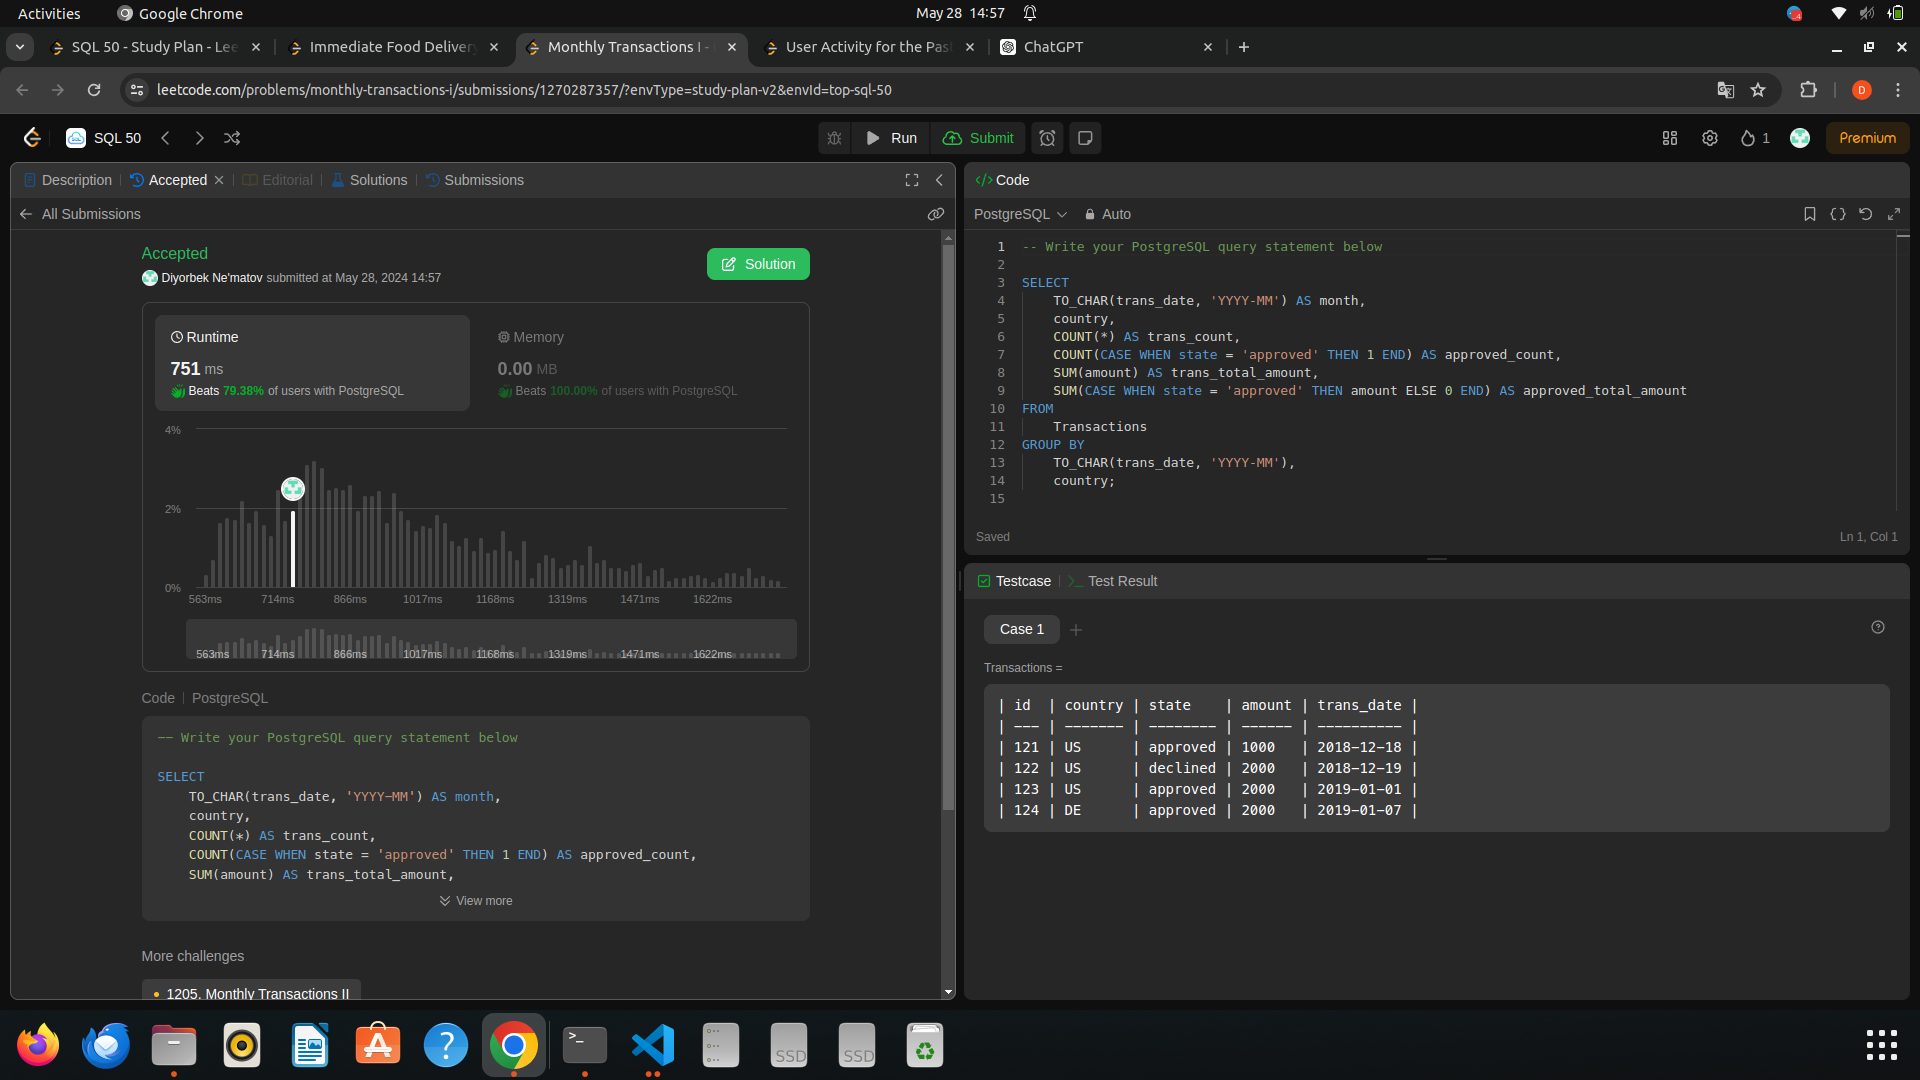 Activities
Google Chrome
May 28 14:57
SQL 50 - Study Plan - Lee
Immediate Food Delivery
Monthly Transactions I -
User Activity for the Pas
ChatGPT
leetcode.com/problems/monthly-transactions-i/submissions/1270287357/?envType=study-plan-v2&envId=top-sql-50
D
SQL 50
Run
Submit
1
Premium
Description
Accepted
Editorial
Solutions
Submissions
All Submissions
Accepted
Diyorbek Ne'matov submitted at May 28, 2024 14:57
Solution
Runtime
751 ms
Beats 79.38% of users with PostgreSQL
Memory
0.00 MB
Beats 100.00% of users with PostgreSQL
4%
2%
0%
563ms 714ms 866ms 1017ms 1168ms 1319ms 1471ms 1622ms
563ms 714ms 866ms 1017ms 1168ms 1319ms 1471ms 1622ms
Code | PostgreSQL
-- Write your PostgreSQL query statement below
SELECT
TO_CHAR(trans_date, 'YYYY-MM') AS month,
country,
COUNT(*) AS trans_count,
COUNT(CASE WHEN state = 'approved' THEN 1 END) AS approved_count,
SUM(amount) AS trans_total_amount,
View more
More challenges
1205. Monthly Transactions II
</> Code
PostgreSQL
Auto
1 -- Write your PostgreSQL query statement below
2
3 SELECT
4 TO_CHAR(trans_date, 'YYYY-MM') AS month,
5 country,
6 COUNT(*) AS trans_count,
7 COUNT(CASE WHEN state = 'approved' THEN 1 END) AS approved_count,
8 SUM(amount) AS trans_total_amount,
9 SUM(CASE WHEN state = 'approved' THEN amount ELSE 0 END) AS approved_total_amount
10 FROM
11 Transactions
12 GROUP BY
13 TO_CHAR(trans_date, 'YYYY-MM'),
14 country;
15
Saved
Ln 1, Col 1
Testcase
Test Result
Case 1
Transactions =
| id | country | state | amount | trans_date |
| --- | ------- | -------- | ------ | ---------- |
| 121 | US | approved | 1000 | 2018-12-18 |
| 122 | US | declined | 2000 | 2018-12-19 |
| 123 | US | approved | 2000 | 2019-01-01 |
| 124 | DE | approved | 2000 | 2019-01-07 |
SSD
SSD